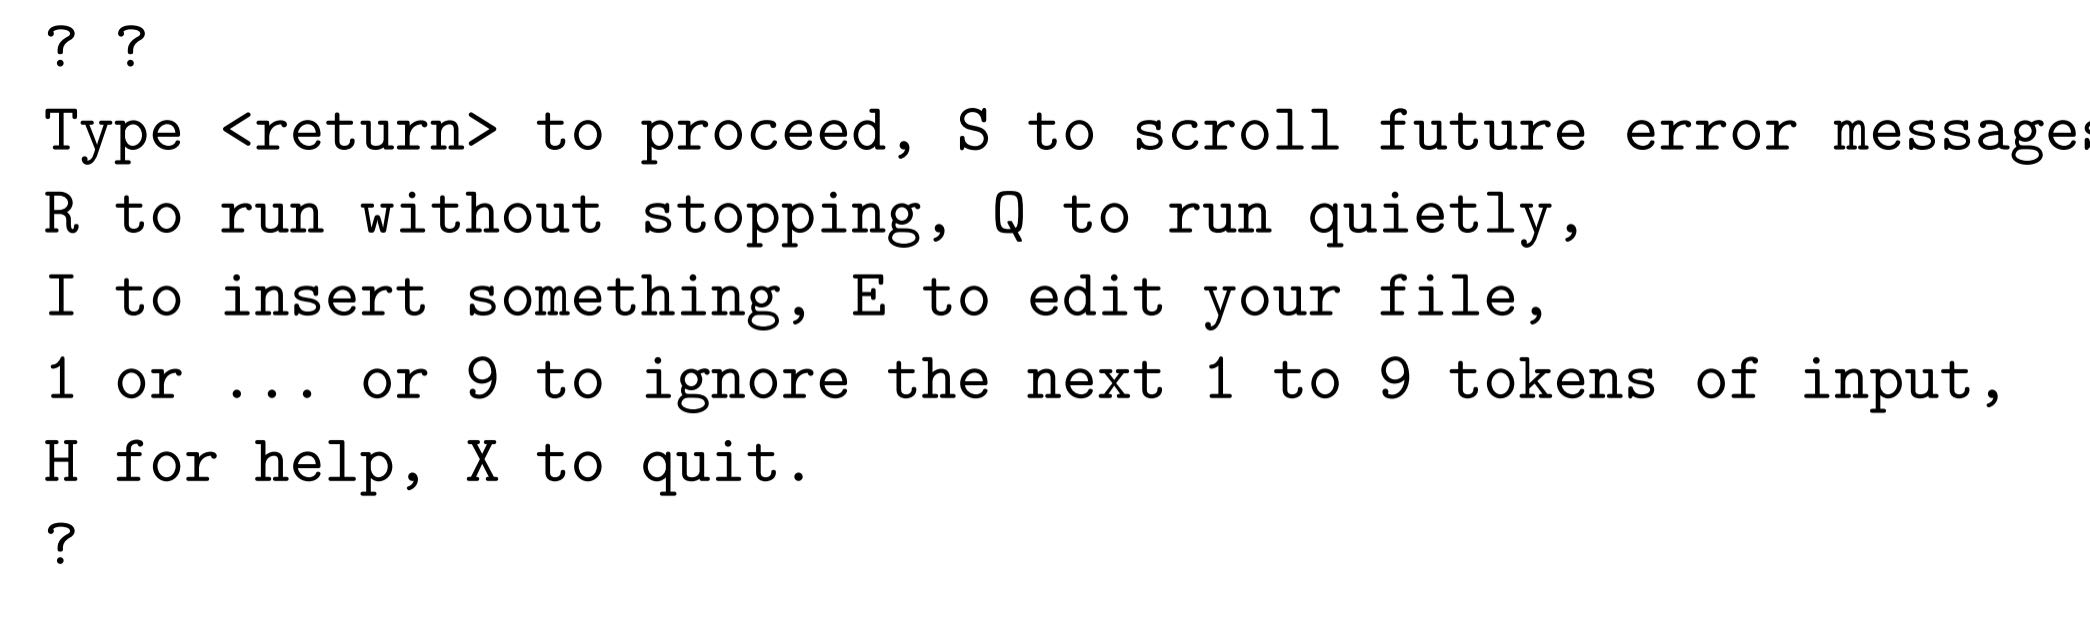 ? ?
Type <return> to proceed, S to scroll future error messages
R to run without stopping, Q to run quietly,
I to insert something, E to edit your file,
1 or ... or 9 to ignore the next 1 to 9 tokens of input,
H for help, X to quit.
?